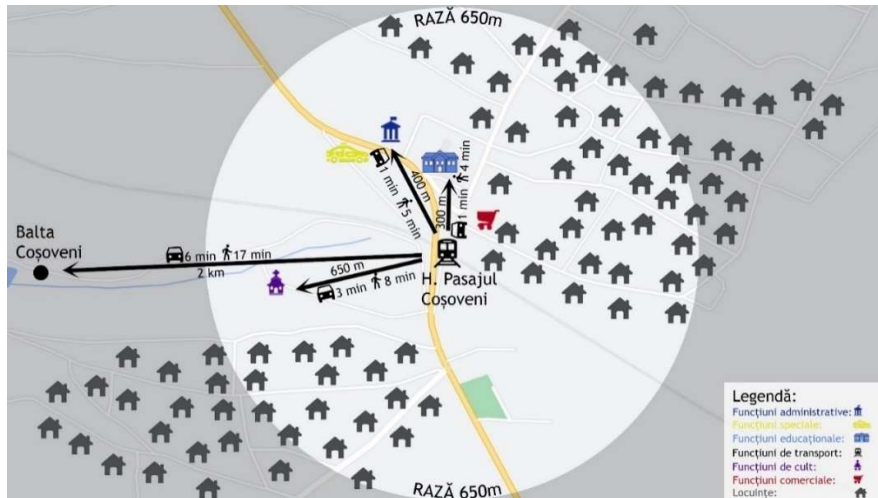 RAZĂ 650m
400 m
1 min 5 min
300 m
1 min 4 min
Balta
Coșoveni
6 min 17 min
2 km
650 m
3 min 8 min
H. Pasajul
Coșoveni
Legendă:
Funcțiuni administrative:
Funcțiuni speciale:
Funcțiuni educaționale:
Funcțiuni de transport:
Funcțiuni de cult:
Funcțiuni comerciale:
Locuințe:
RAZĂ 650m